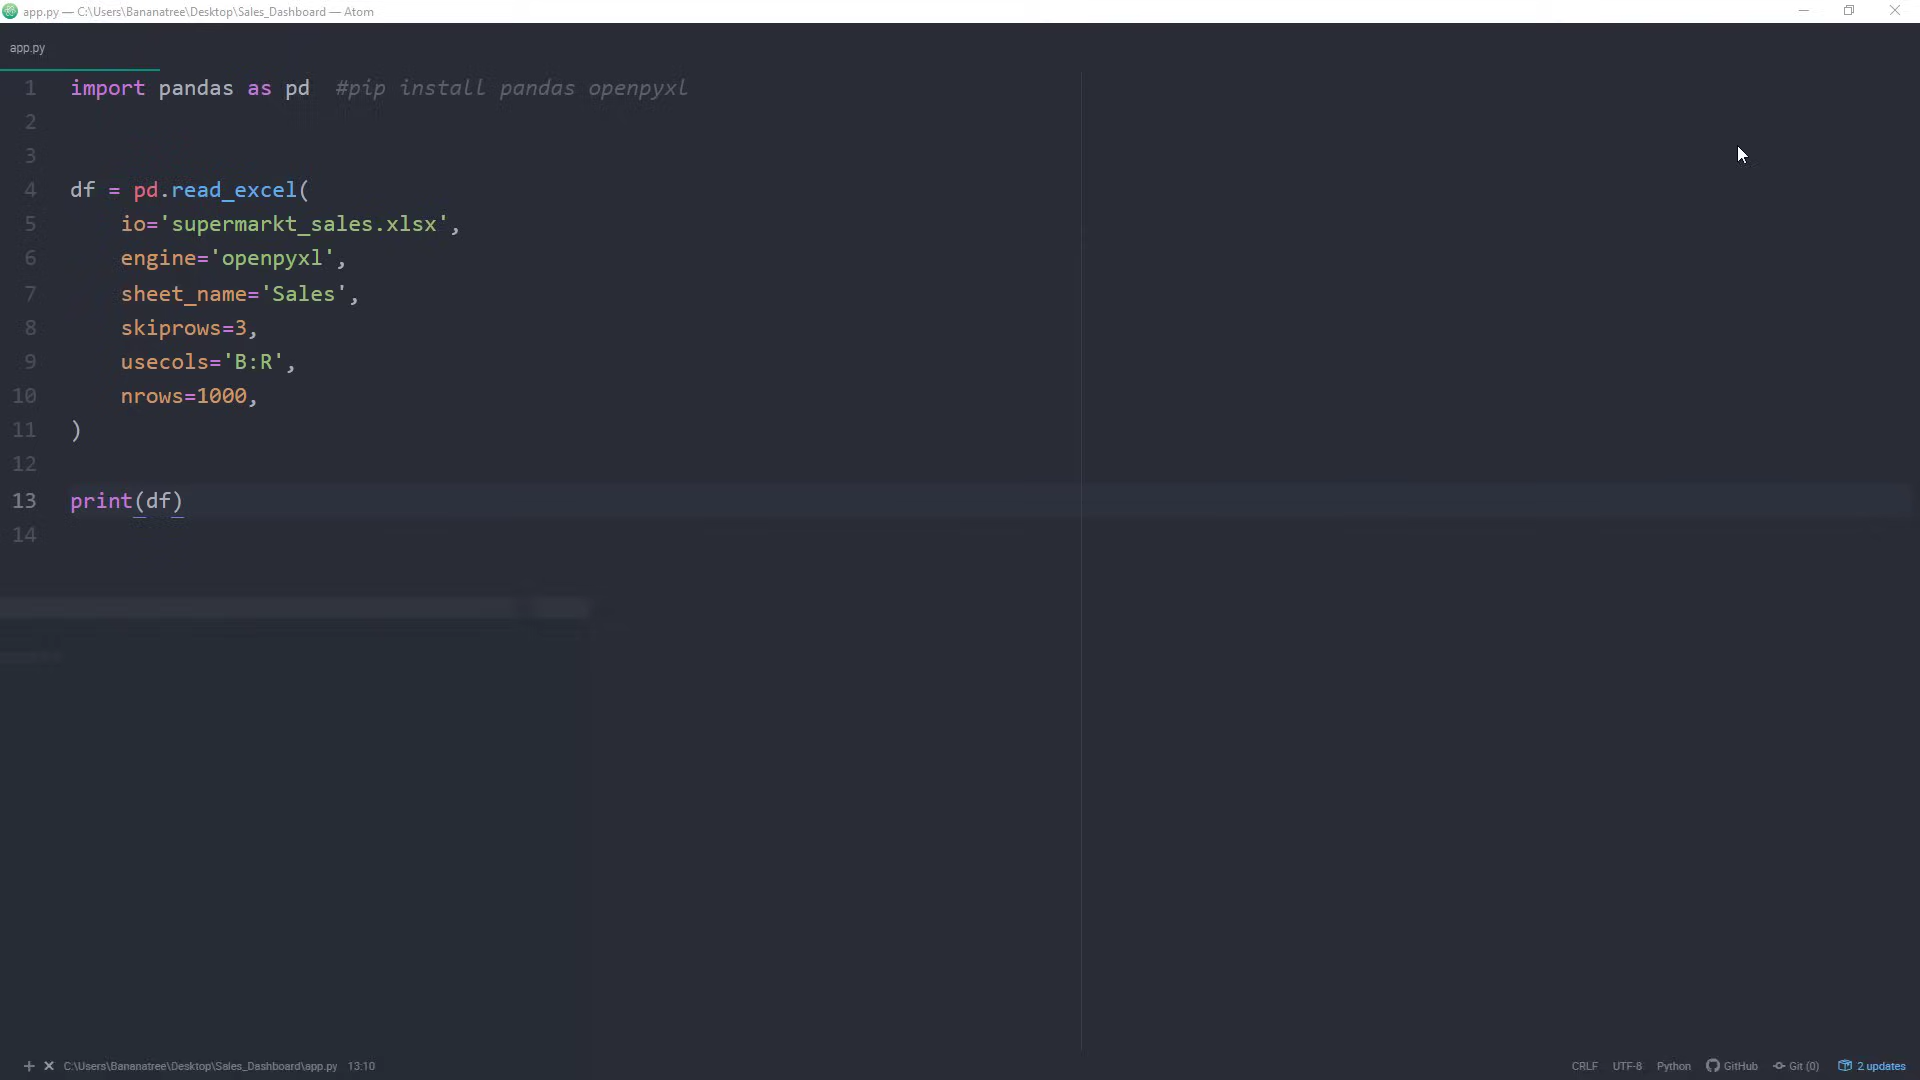 app.py — C:\Users\Bananatree\Desktop\Sales_Dashboard — Atom
app.py
1 import pandas as pd  #pip install pandas openpyxl
2
3
4 df = pd.read_excel(
5     io='supermarkt_sales.xlsx',
6     engine='openpyxl',
7     sheet_name='Sales',
8     skiprows=3,
9     usecols='B:R',
10     nrows=1000,
11 )
12
13 print(df)
14
C:\Users\Bananatree\Desktop\Sales_Dashboard\app.py 13:10 CRLF UTF-8 Python GitHub Git (0) 2 updates